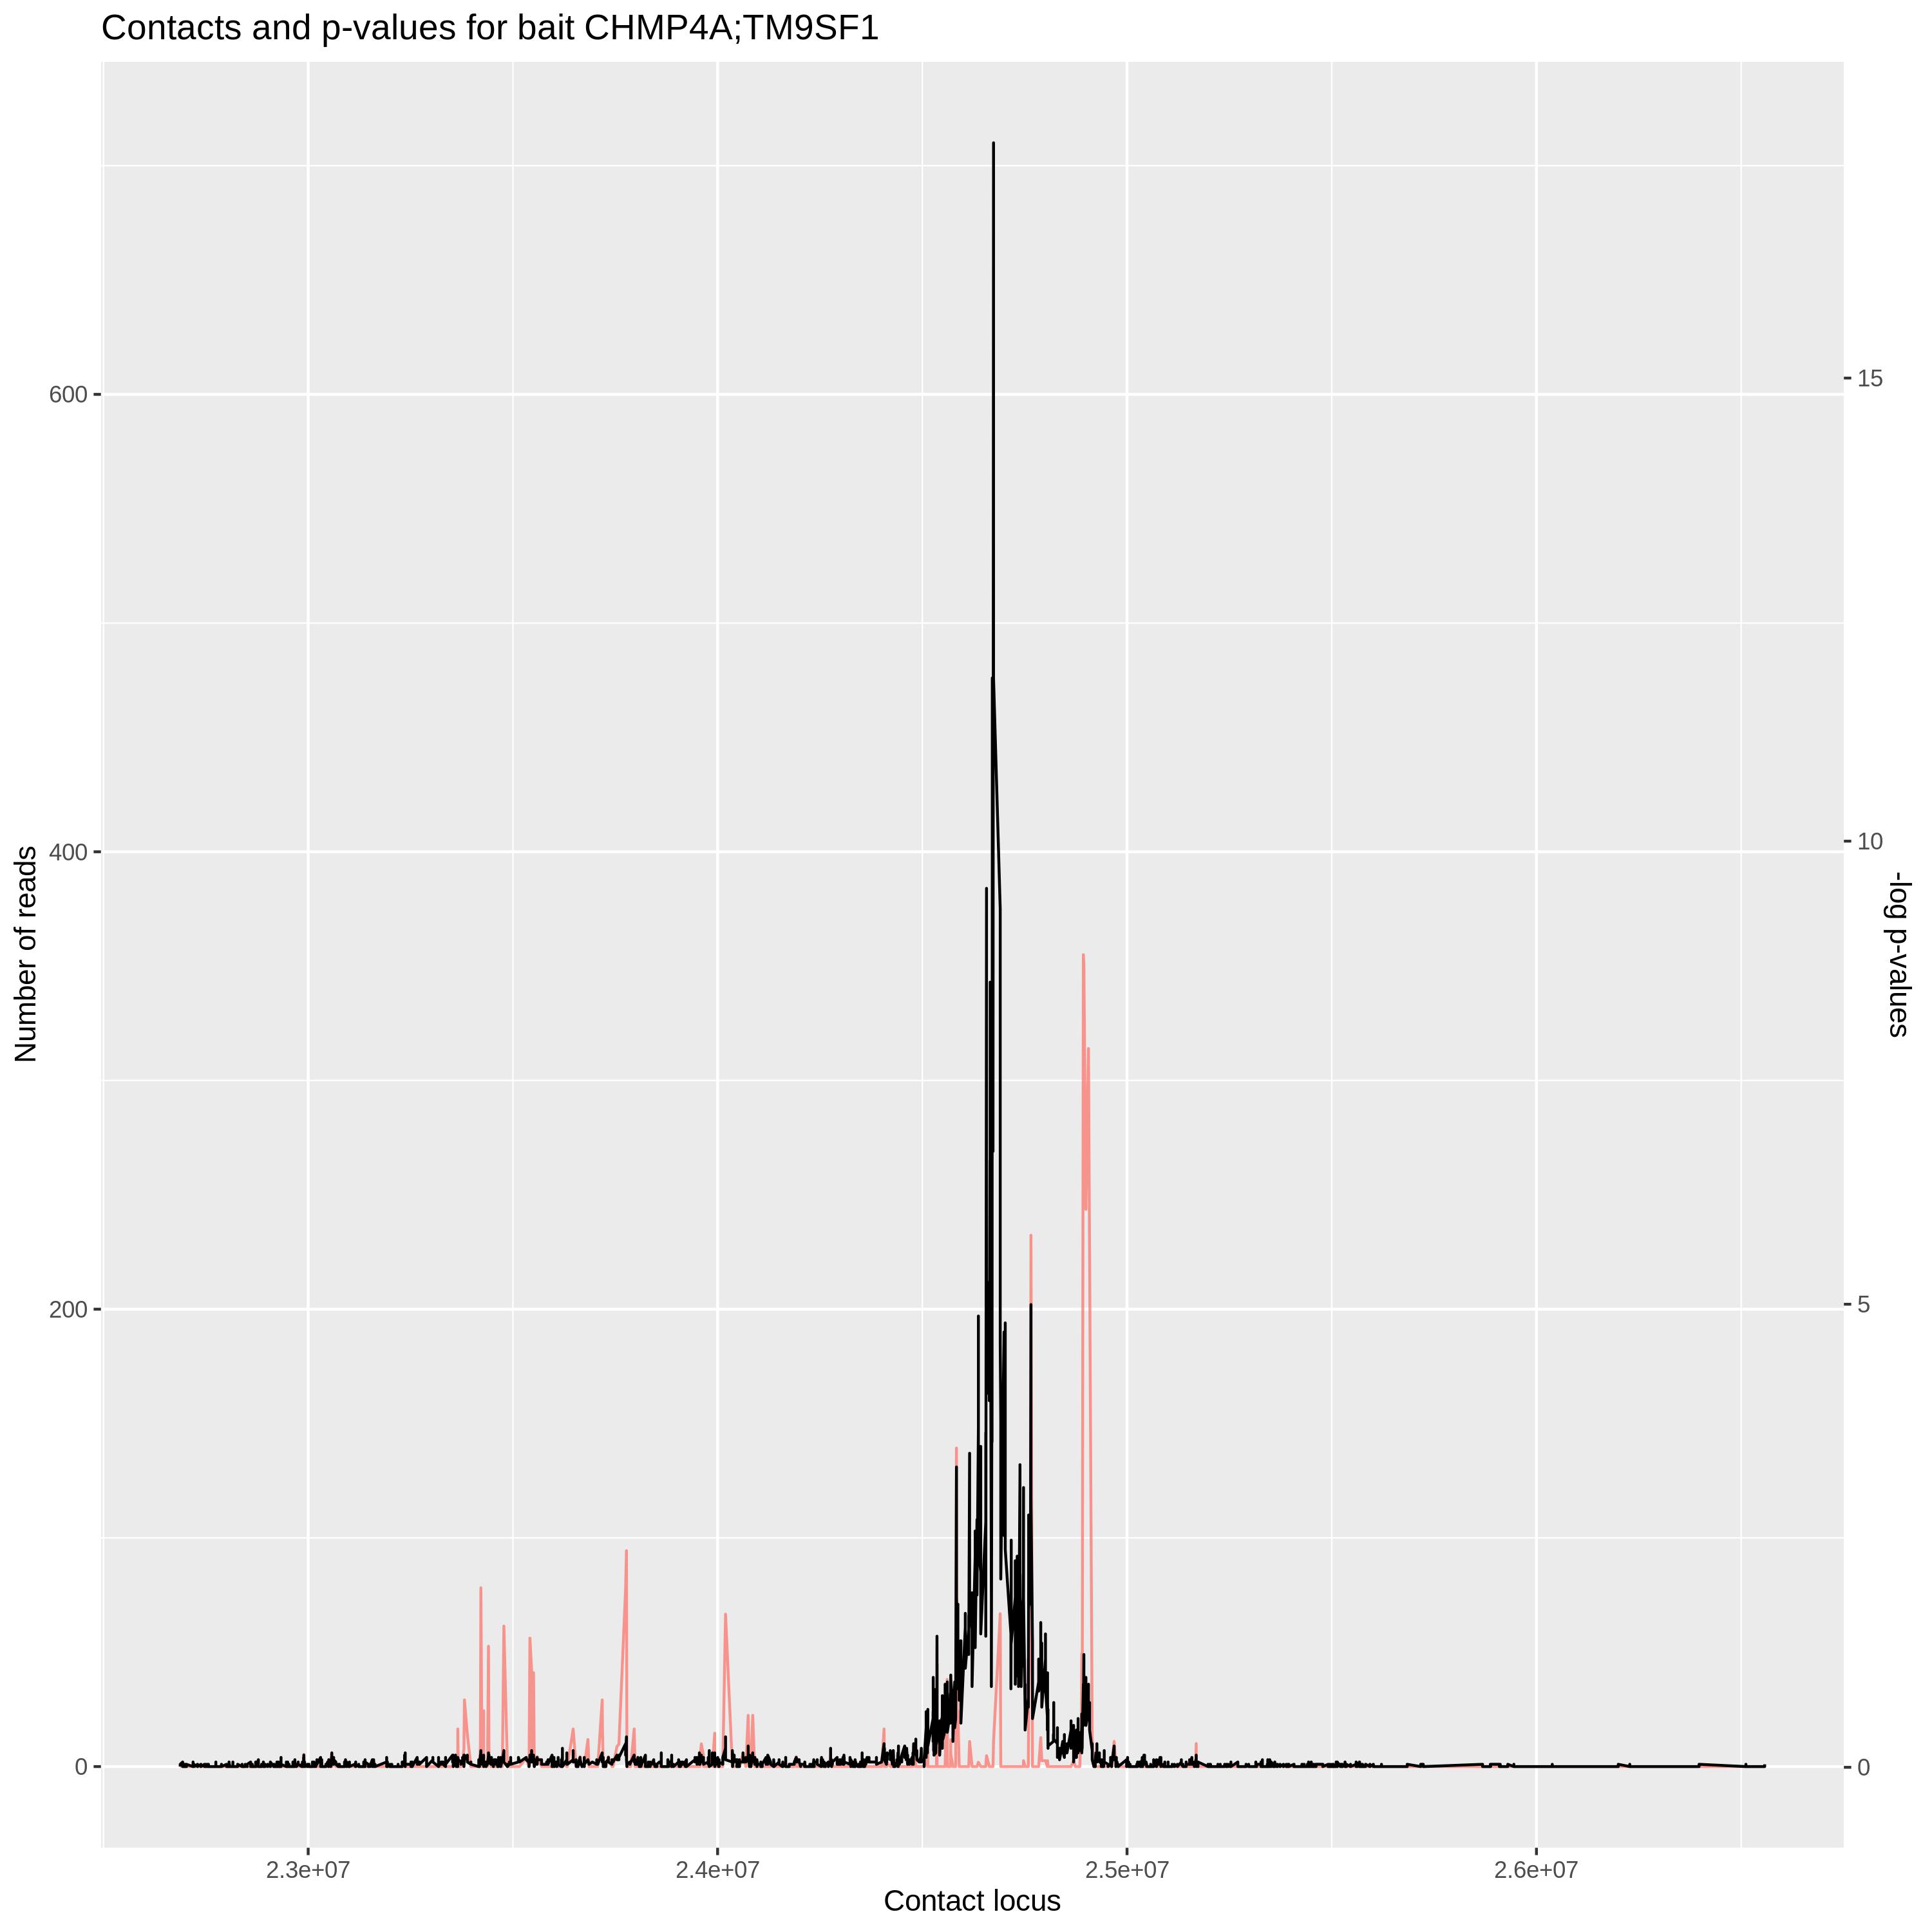 Contacts and p-values for bait CHMP4A;TM9SF1
600
400
200
0
Number of reads
15
10
5
0
-log p-values
2.3e+07
2.4e+07
2.5e+07
2.6e+07
Contact locus